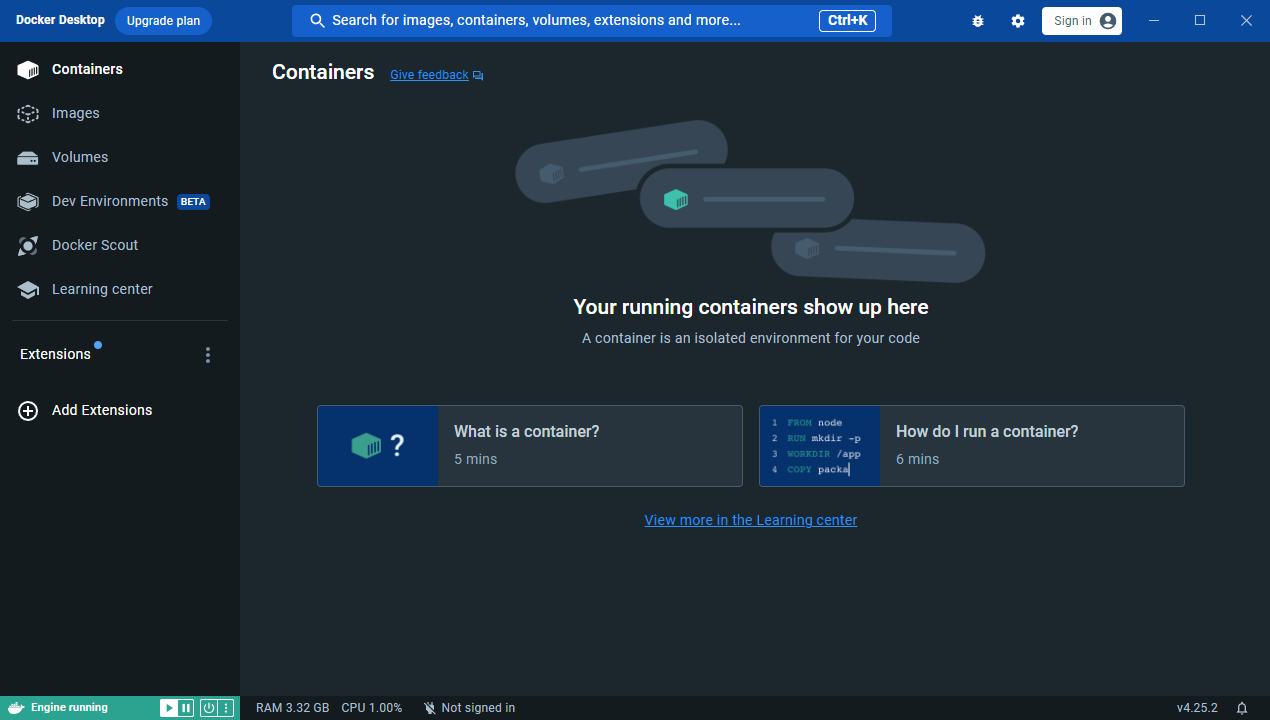 Docker Desktop
Upgrade plan
Search for images, containers, volumes, extensions and more...
Ctrl+K
Sign in
Containers
Images
Volumes
Dev Environments BETA
Docker Scout
Learning center
Extensions
Add Extensions
Containers
Give feedback
Your running containers show up here
A container is an isolated environment for your code
?
What is a container?
5 mins
1 FROM node
2 RUN mkdir -p
3 WORKDIR /app
4 COPY packa
How do I run a container?
6 mins
View more in the Learning center
Engine running
RAM 3.32 GB
CPU 1.00%
Not signed in
v4.25.2